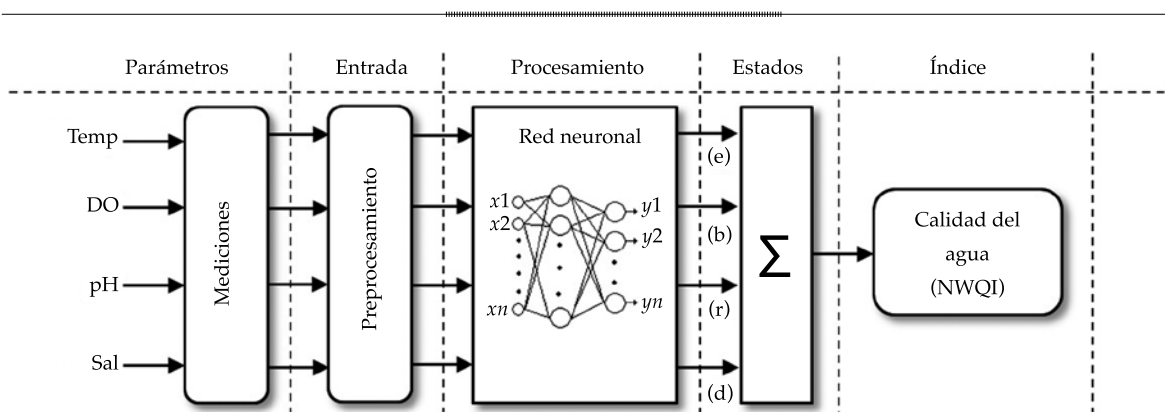 Parámetros Entrada Procesamiento Estados Índice
Temp
DO
pH
Sal
Mediciones
Preprocesamiento
Red neuronal
x1
x2
xn
y1
y2
yn
(e)
(b)
(r)
(d)
Σ
Calidad del
agua
(NWQI)